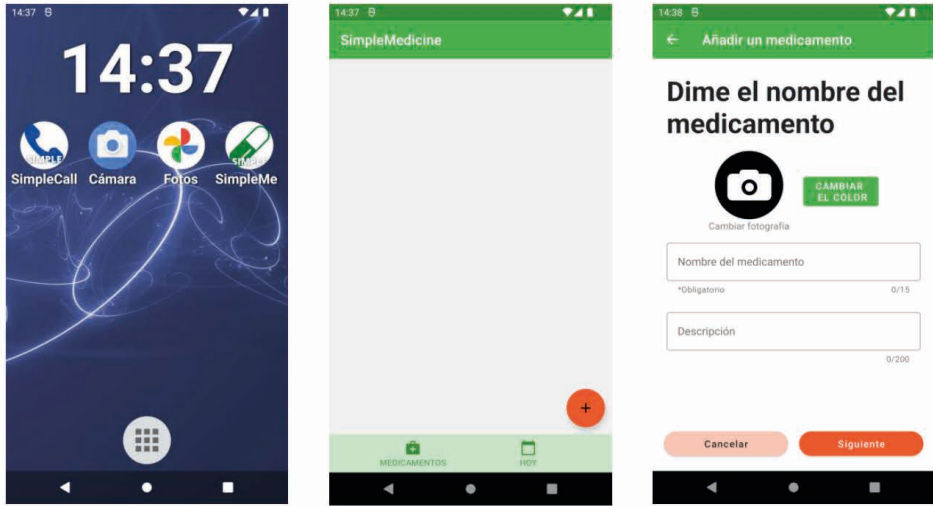 14:37
14:37
SIMPLE
SIMPLE
SimpleCall Cámara Fotos SimpleMe
14:37
SimpleMedicine
+
MEDICAMENTOS HOY
14:38
Añadir un medicamento
Dime el nombre del
medicamento
CAMBIAR
EL COLOR
Cambiar fotografía
Nombre del medicamento
*Obligatorio 0/15
Descripción
0/200
Cancelar Siguiente